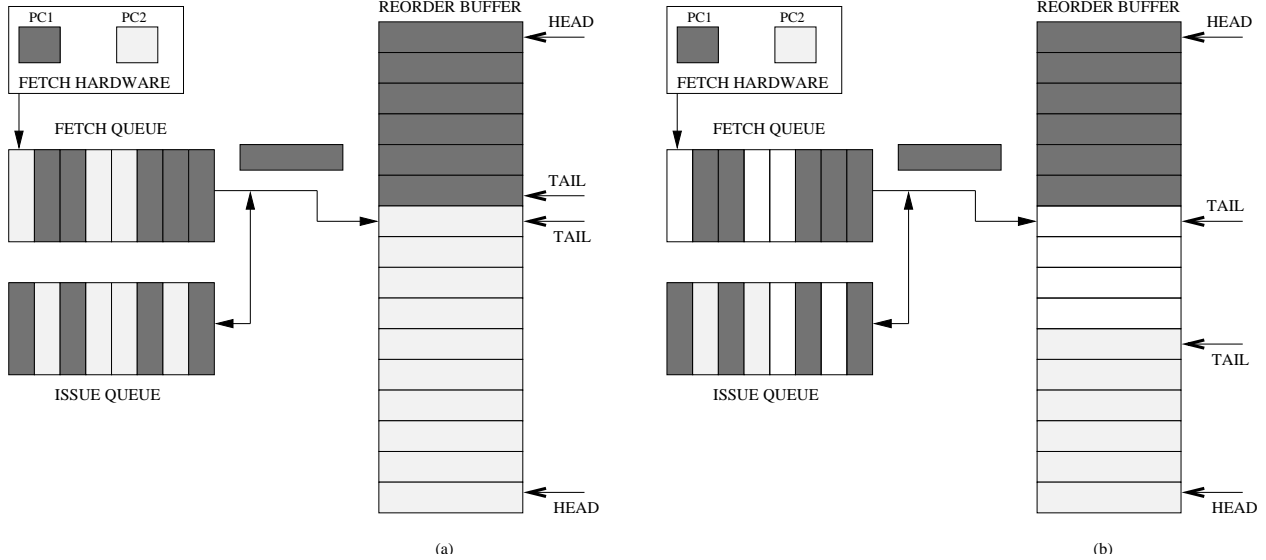 REORDER BUFFER
PC1
PC2
HEAD
FETCH HARDWARE
FETCH QUEUE
TAIL
TAIL
ISSUE QUEUE
HEAD
(a)
REORDER BUFFER
PC1
PC2
HEAD
FETCH HARDWARE
FETCH QUEUE
TAIL
TAIL
ISSUE QUEUE
HEAD
(b)